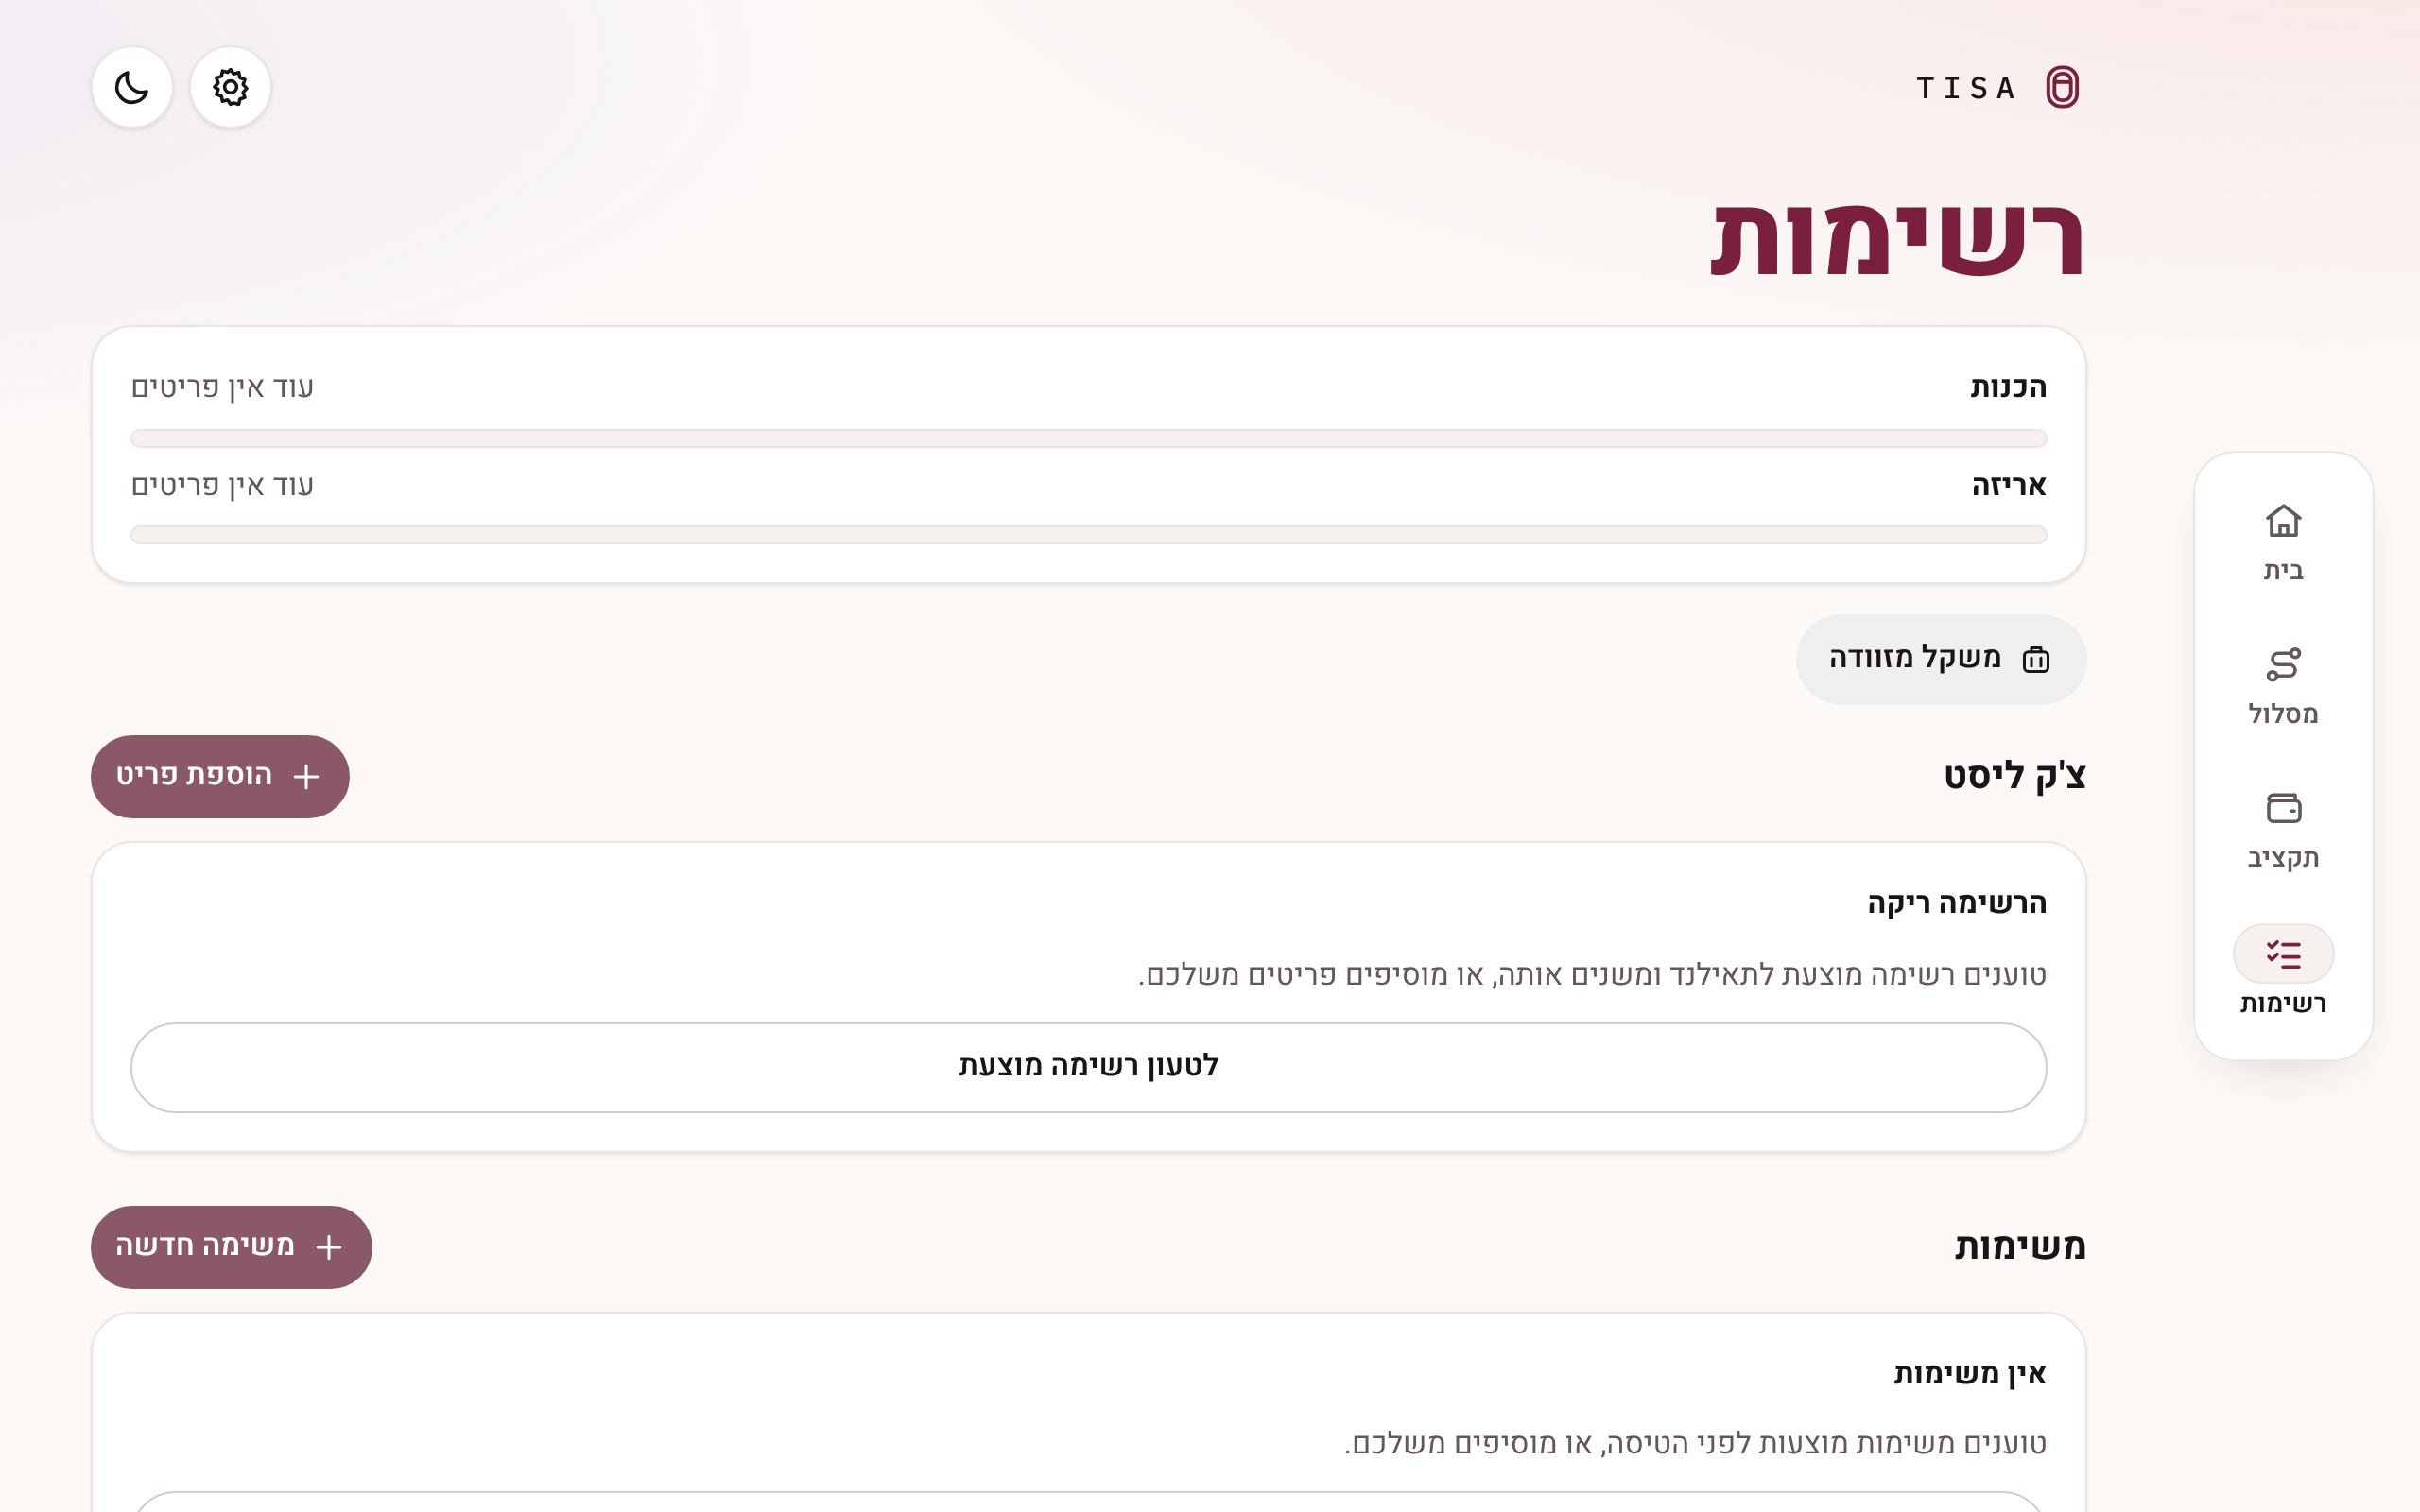 TISA
רשימות
הכנות
עוד אין פריטים
אריזה
עוד אין פריטים
משקל מזוודה
צ'ק ליסט
הוספת פריט
הרשימה ריקה
טוענים רשימה מוצעת לתאילנד ומשנים אותה, או מוסיפים פריטים משלכם.
לטעון רשימה מוצעת
משימות
משימה חדשה
אין משימות
טוענים משימות מוצעות לפני הטיסה, או מוסיפים משלכם.
בית
מסלול
תקציב
רשימות